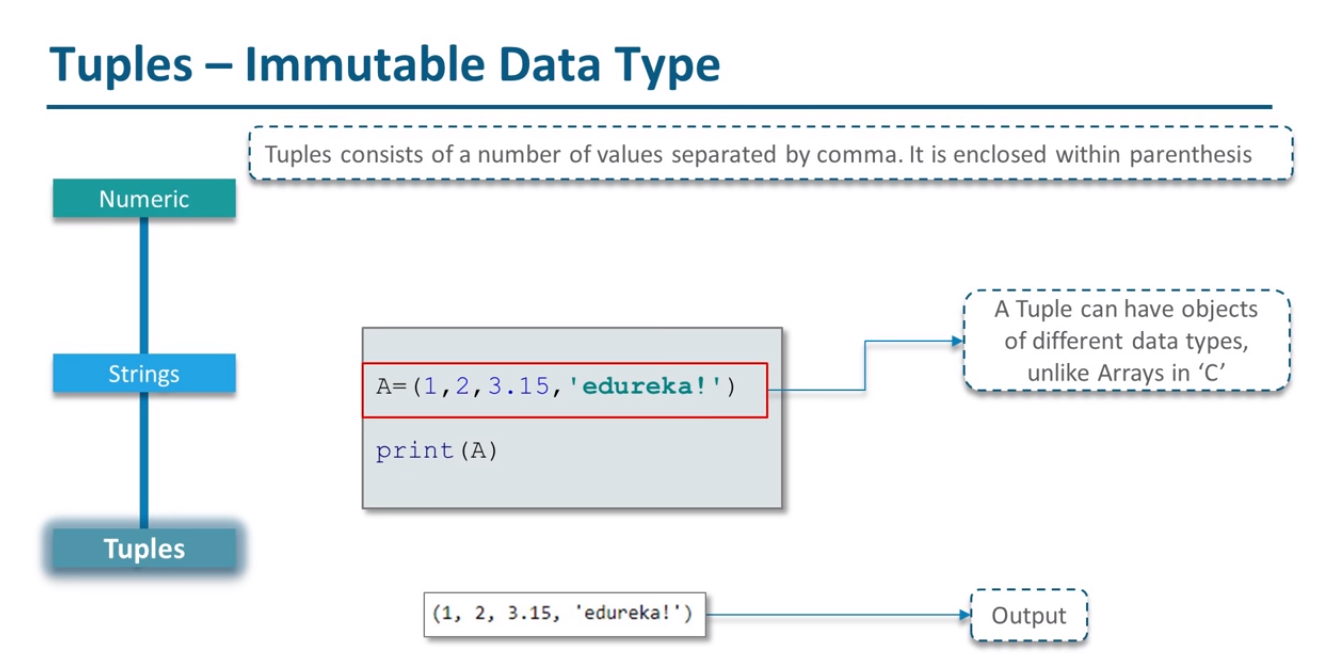 Tuples – Immutable Data Type
Tuples consists of a number of values separated by comma. It is enclosed within parenthesis
Numeric
Strings
Tuples
A=(1,2,3.15,'edureka!')
print(A)
A Tuple can have objects
of different data types,
unlike Arrays in ‘C’
(1, 2, 3.15, 'edureka!')
Output